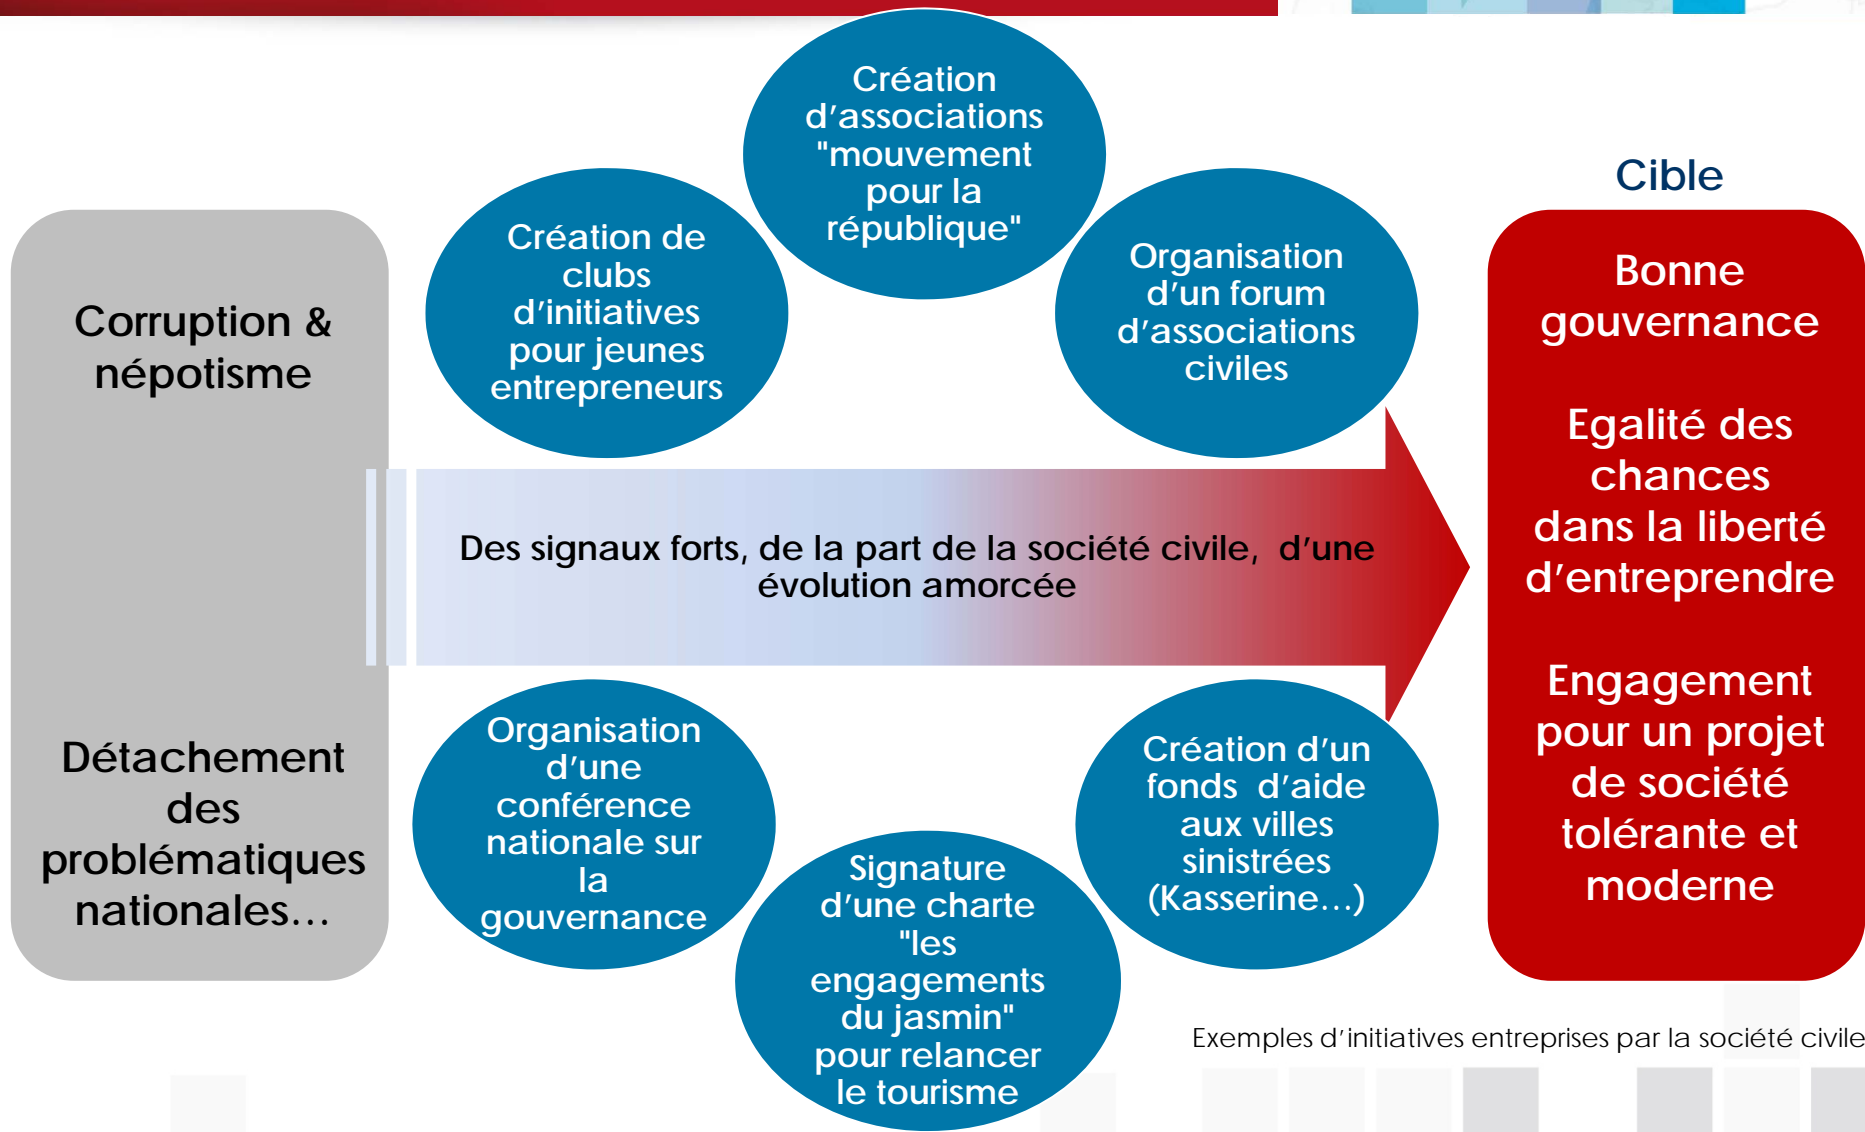 Corruption &
népotisme
Détachement
des
problématiques
nationales…
Création de
clubs
d'initiatives
pour jeunes
entrepreneurs
Création
d'associations
"mouvement
pour la
république"
Organisation
d'un forum
d'associations
civiles
Des signaux forts, de la part de la société civile,  d'une
évolution amorcée
Organisation
d'une
conférence
nationale sur
la
gouvernance
Signature
d'une charte
"les
engagements
du jasmin"
pour relancer
le tourisme
Création d'un
fonds  d'aide
aux villes
sinistrées
(Kasserine…)
Cible
Bonne
gouvernance
Egalité des
chances
dans la liberté
d'entreprendre
Engagement
pour un projet
de société
tolérante et
moderne
Exemples d'initiatives entreprises par la société civile